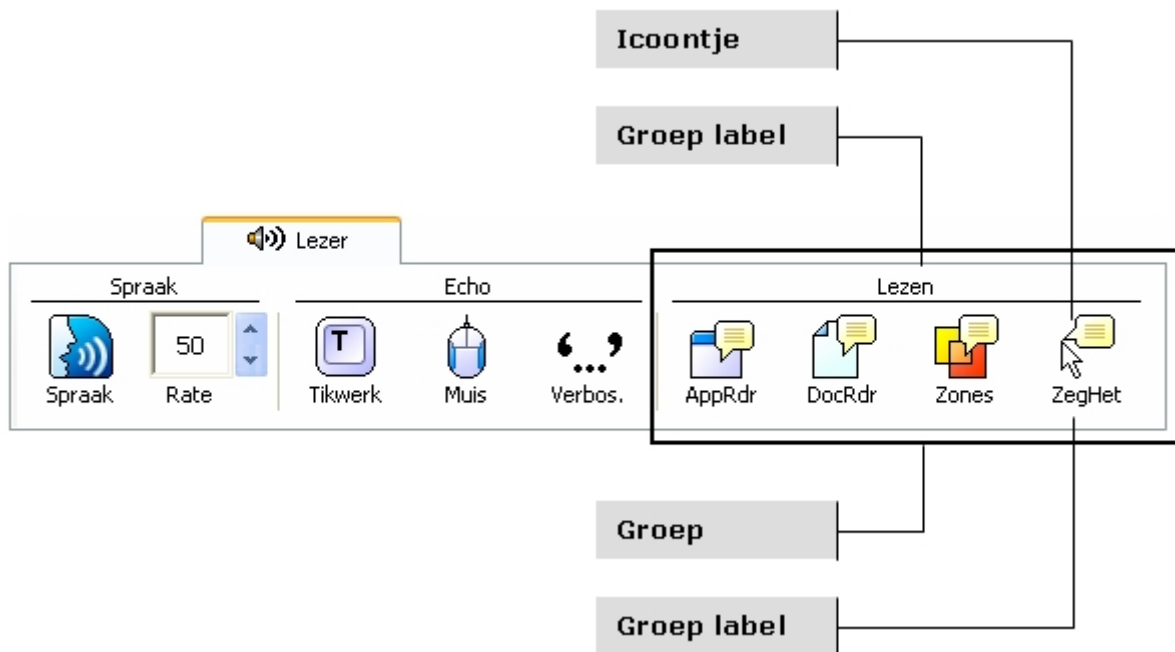 Icoontje
Groep label
Lezer
Spraak
Echo
Lezen
50
T
Spraak
Rate
Tikwerk
Muis
Verbos.
AppRdr
DocRdr
Zones
ZegHet
Groep
Groep label